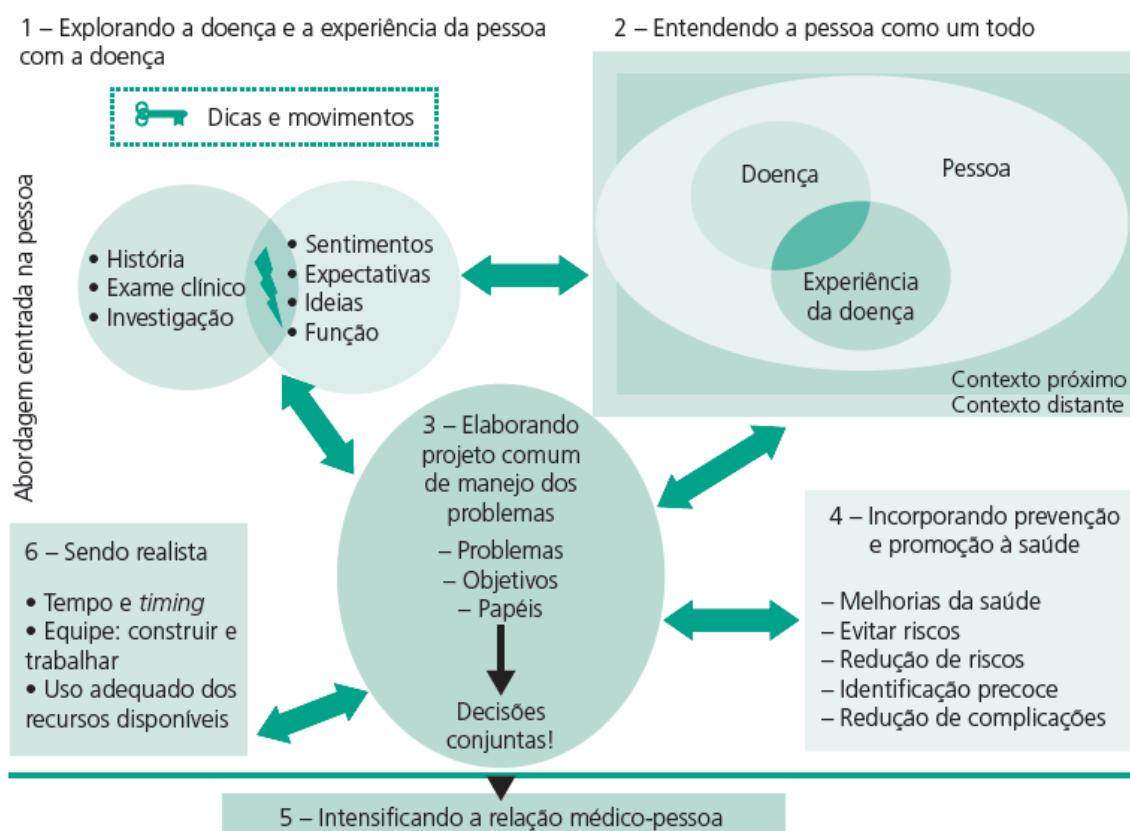 1 – Explorando a doença e a experiência da pessoa
com a doença
Dicas e movimentos
Abordagem centrada na pessoa
• História
• Exame clínico
• Investigação
• Sentimentos
• Expectativas
• Ideias
• Função
2 – Entendendo a pessoa como um todo
Doença
Pessoa
Experiência
da doença
Contexto próximo
Contexto distante
3 – Elaborando
projeto comum
de manejo dos
problemas
– Problemas
– Objetivos
– Papéis
Decisões
conjuntas!
4 – Incorporando prevenção
e promoção à saúde
– Melhorias da saúde
– Evitar riscos
– Redução de riscos
– Identificação precoce
– Redução de complicações
6 – Sendo realista
• Tempo e timing
• Equipe: construir e
trabalhar
• Uso adequado dos
recursos disponíveis
5 – Intensificando a relação médico-pessoa